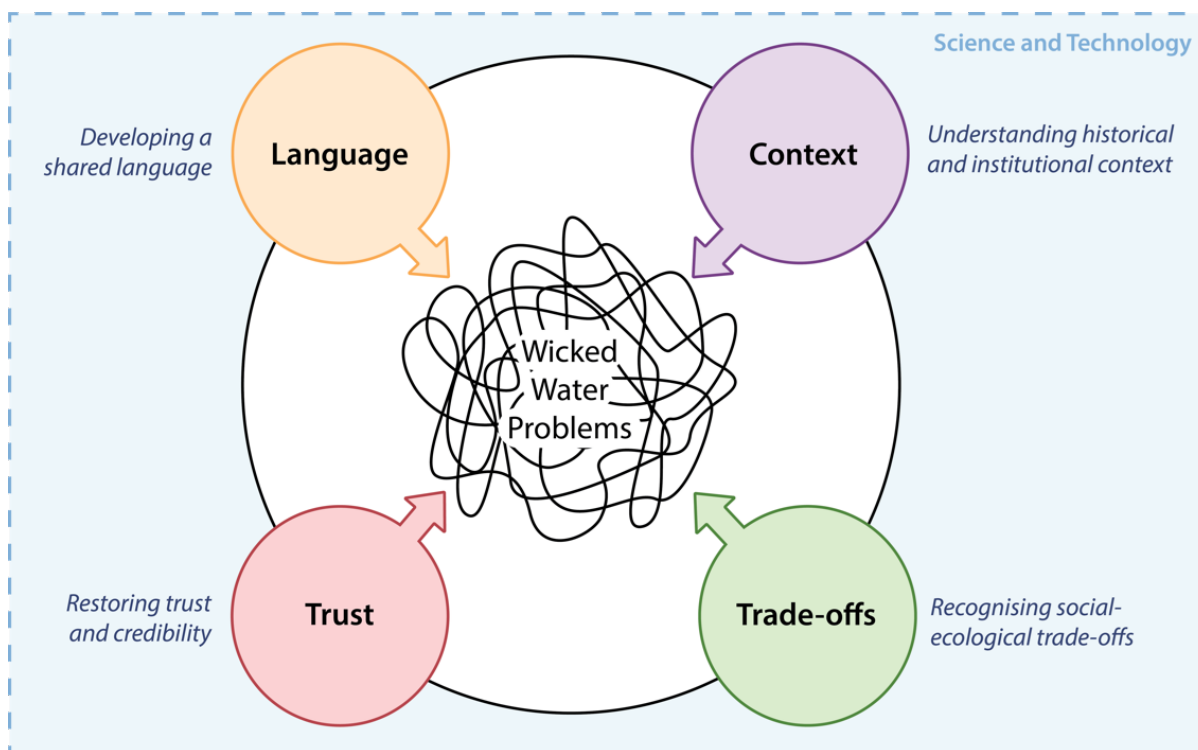 Science and Technology
Developing a
shared language
Language
Context
Understanding historical
and institutional context
Wicked
Water
Problems
Restoring trust
and credibility
Trust
Trade-offs
Recognising social-
ecological trade-offs